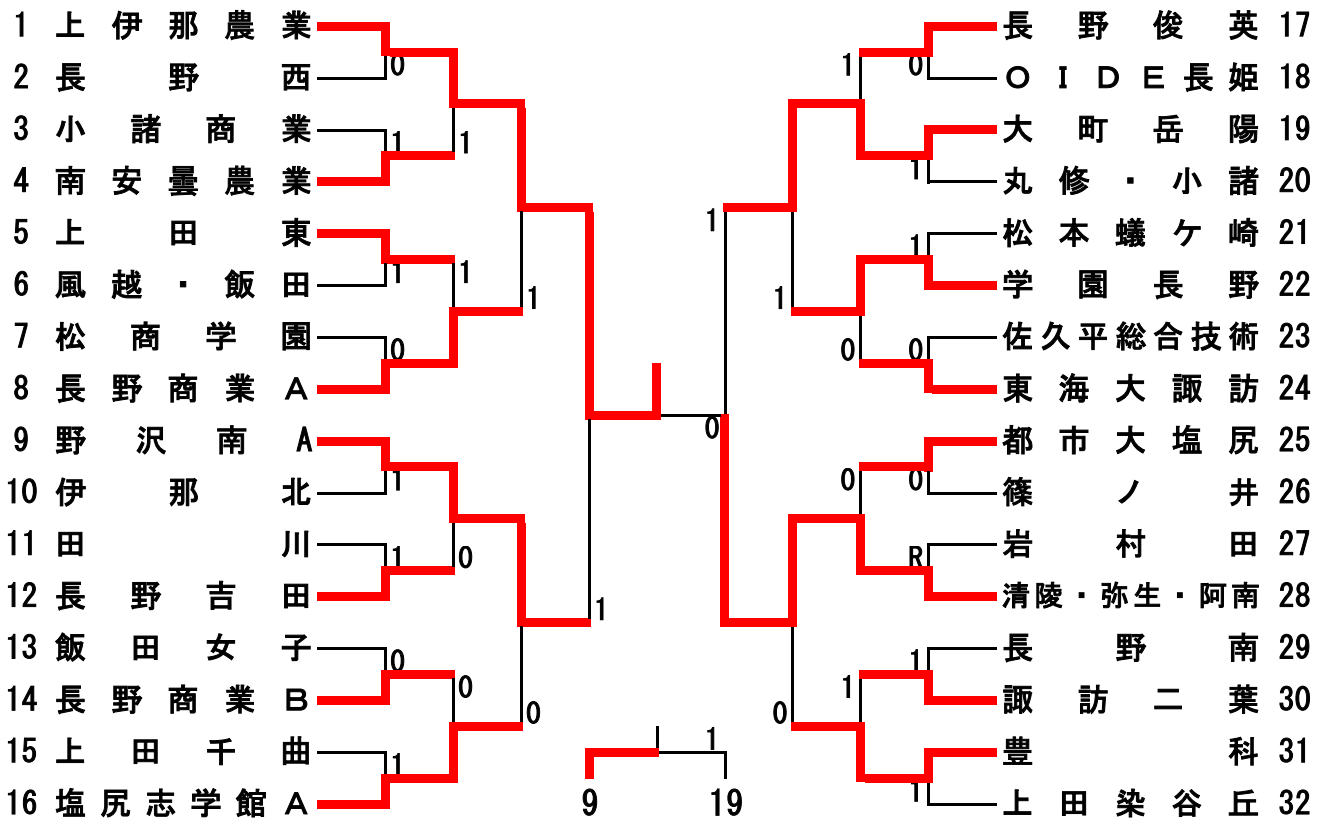 1 上伊那農業
0
2 長野西
3 小諸商業
1 1
4 南安曇農業
5 上田東
1 1
6 風越・飯田
1
7 松商学園
0
8 長野商業A
9 野沢南A
1
10 伊那北
11 田川
1 0
12 長野吉田
1
13 飯田女子
0 0
14 長野商業B
0
15 上田千曲
1
16 塩尻志学館A
長野俊英 17
1 0
OIDE長姫 18
大町岳陽 19
1
丸修・小諸 20
1
松本蟻ケ崎 21
1
学園長野 22
1
佐久平総合技術 23
0 0
東海大諏訪 24
0
都市大塩尻 25
0 0
篠ノ井 26
岩村田 27
R
清陵・弥生・阿南 28
長野南 29
1 1
諏訪二葉 30
0
豊科 31
1
上田染谷丘 32
1
9 19